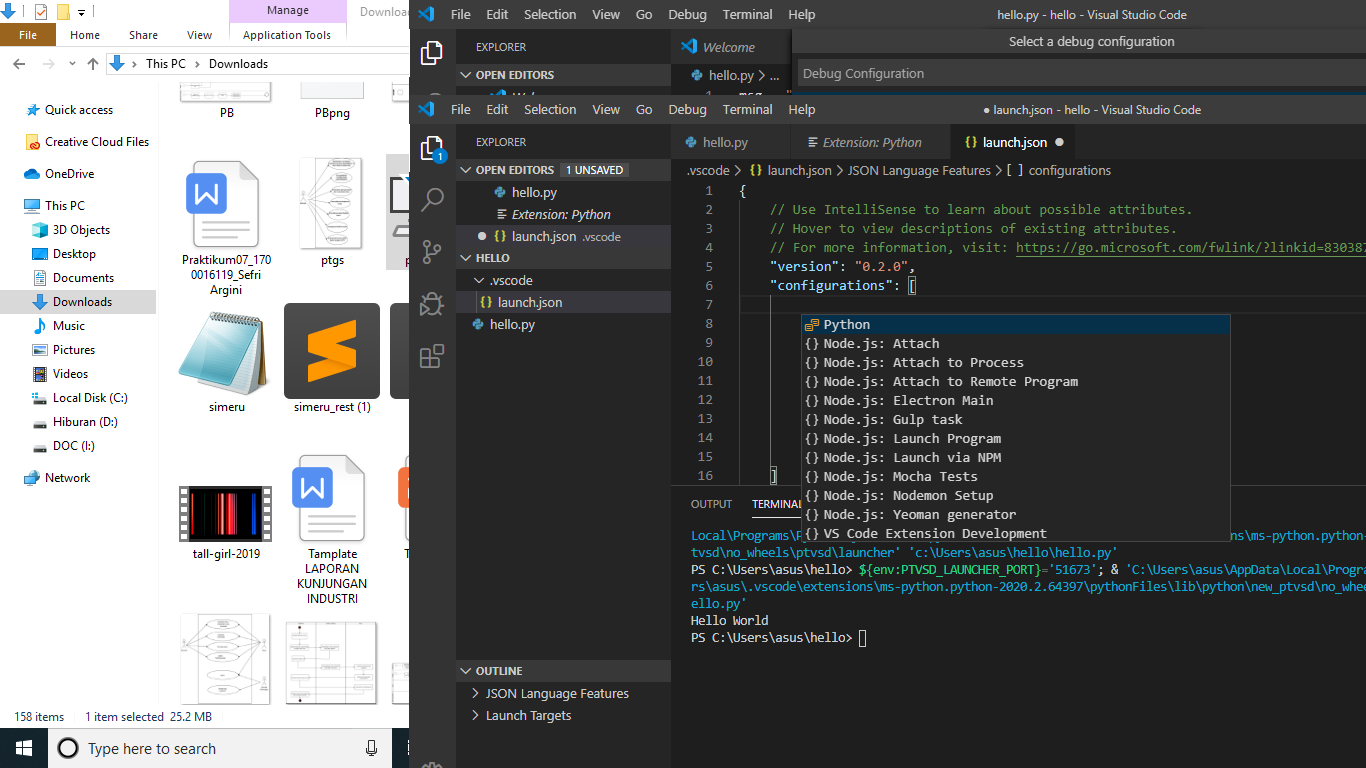 Manage
Downloads
File
Home
Share
View
Application Tools
This PC
Downloads
Quick access
Creative Cloud Files
OneDrive
This PC
3D Objects
Desktop
Documents
Downloads
Music
Pictures
Videos
Local Disk (C:)
Hiburan (D:)
DOC (I:)
Network
PB
PBpng
Praktikum07_170
0016119_Sefri
Argini
ptgs
simeru
simeru_rest (1)
tall-girl-2019
Tamplate
LAPORAN
KUNJUNGAN
INDUSTRI
158 items
1 item selected 25.2 MB
Type here to search
File Edit Selection View Go Debug Terminal Help
hello.py - hello - Visual Studio Code
EXPLORER
OPEN EDITORS
Welcome
hello.py > ...
Select a debug configuration
Debug Configuration
File Edit Selection View Go Debug Terminal Help
● launch.json - hello - Visual Studio Code
1
EXPLORER
OPEN EDITORS 1 UNSAVED
hello.py
Extension: Python
launch.json .vscode
HELLO
.vscode
launch.json
hello.py
OUTLINE
JSON Language Features
Launch Targets
hello.py
Extension: Python
launch.json
.vscode > {} launch.json > JSON Language Features > [ ] configurations
1 {
2 // Use IntelliSense to learn about possible attributes.
3 // Hover to view descriptions of existing attributes.
4 // For more information, visit: https://go.microsoft.com/fwlink/?linkid=830387
5 "version": "0.2.0",
6 "configurations": [
7
8 Python
9 {} Node.js: Attach
10 {} Node.js: Attach to Process
11 {} Node.js: Attach to Remote Program
12 {} Node.js: Electron Main
13 {} Node.js: Gulp task
14 {} Node.js: Launch Program
15 {} Node.js: Launch via NPM
16 ] {} Node.js: Mocha Tests
{} Node.js: Nodemon Setup
{} Node.js: Yeoman generator
{} VS Code Extension Development
OUTPUT
TERMINAL
Local\Programs\P
ns\ms-python.python-
tvsd\no_wheels\ptvsd\launcher' 'c:\Users\asus\hello\hello.py'
PS C:\Users\asus\hello> ${env:PTVSD_LAUNCHER_PORT}='51673'; & 'C:\Users\asus\AppData\Local\Progra
rs\asus\.vscode\extensions\ms-python.python-2020.2.64397\pythonFiles\lib\python\new_ptvsd\no_whee
ello.py'
Hello World
PS C:\Users\asus\hello>